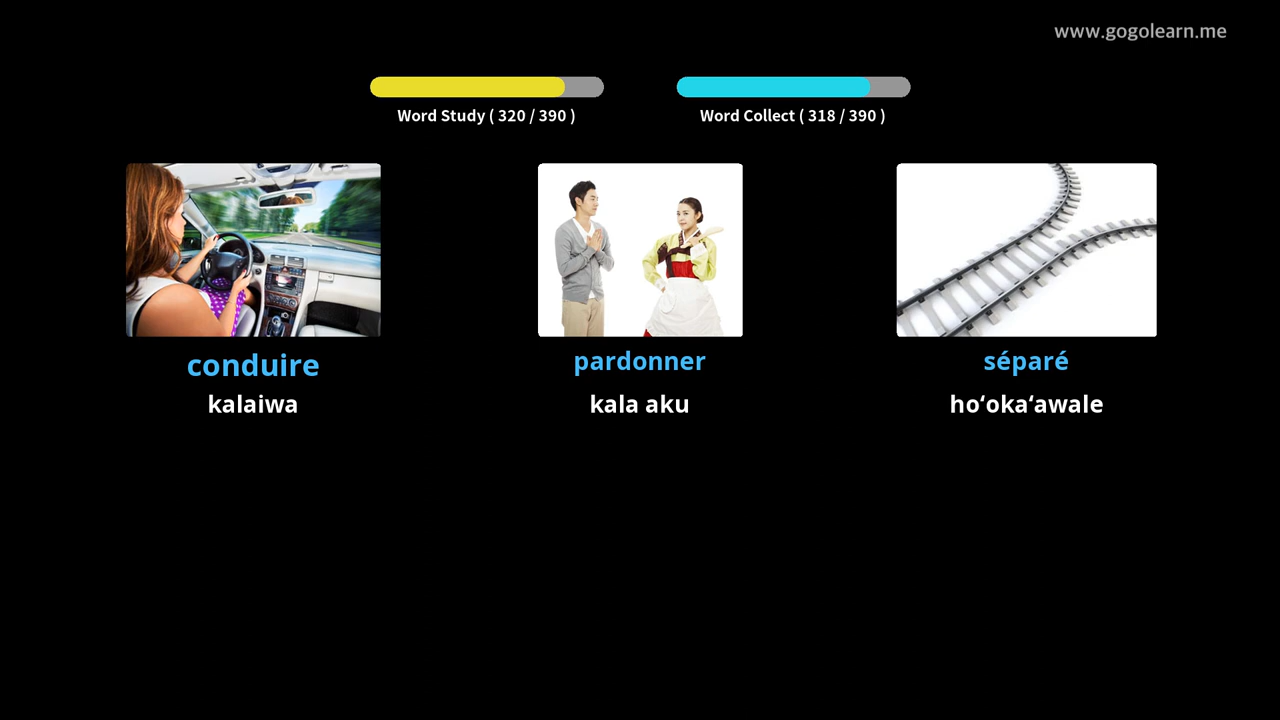 www.gogolearn.me
Word Study ( 320 / 390 )
Word Collect ( 318 / 390 )
conduire
pardonner
séparé
kalaiwa
kala aku
hoʻokaʻawale